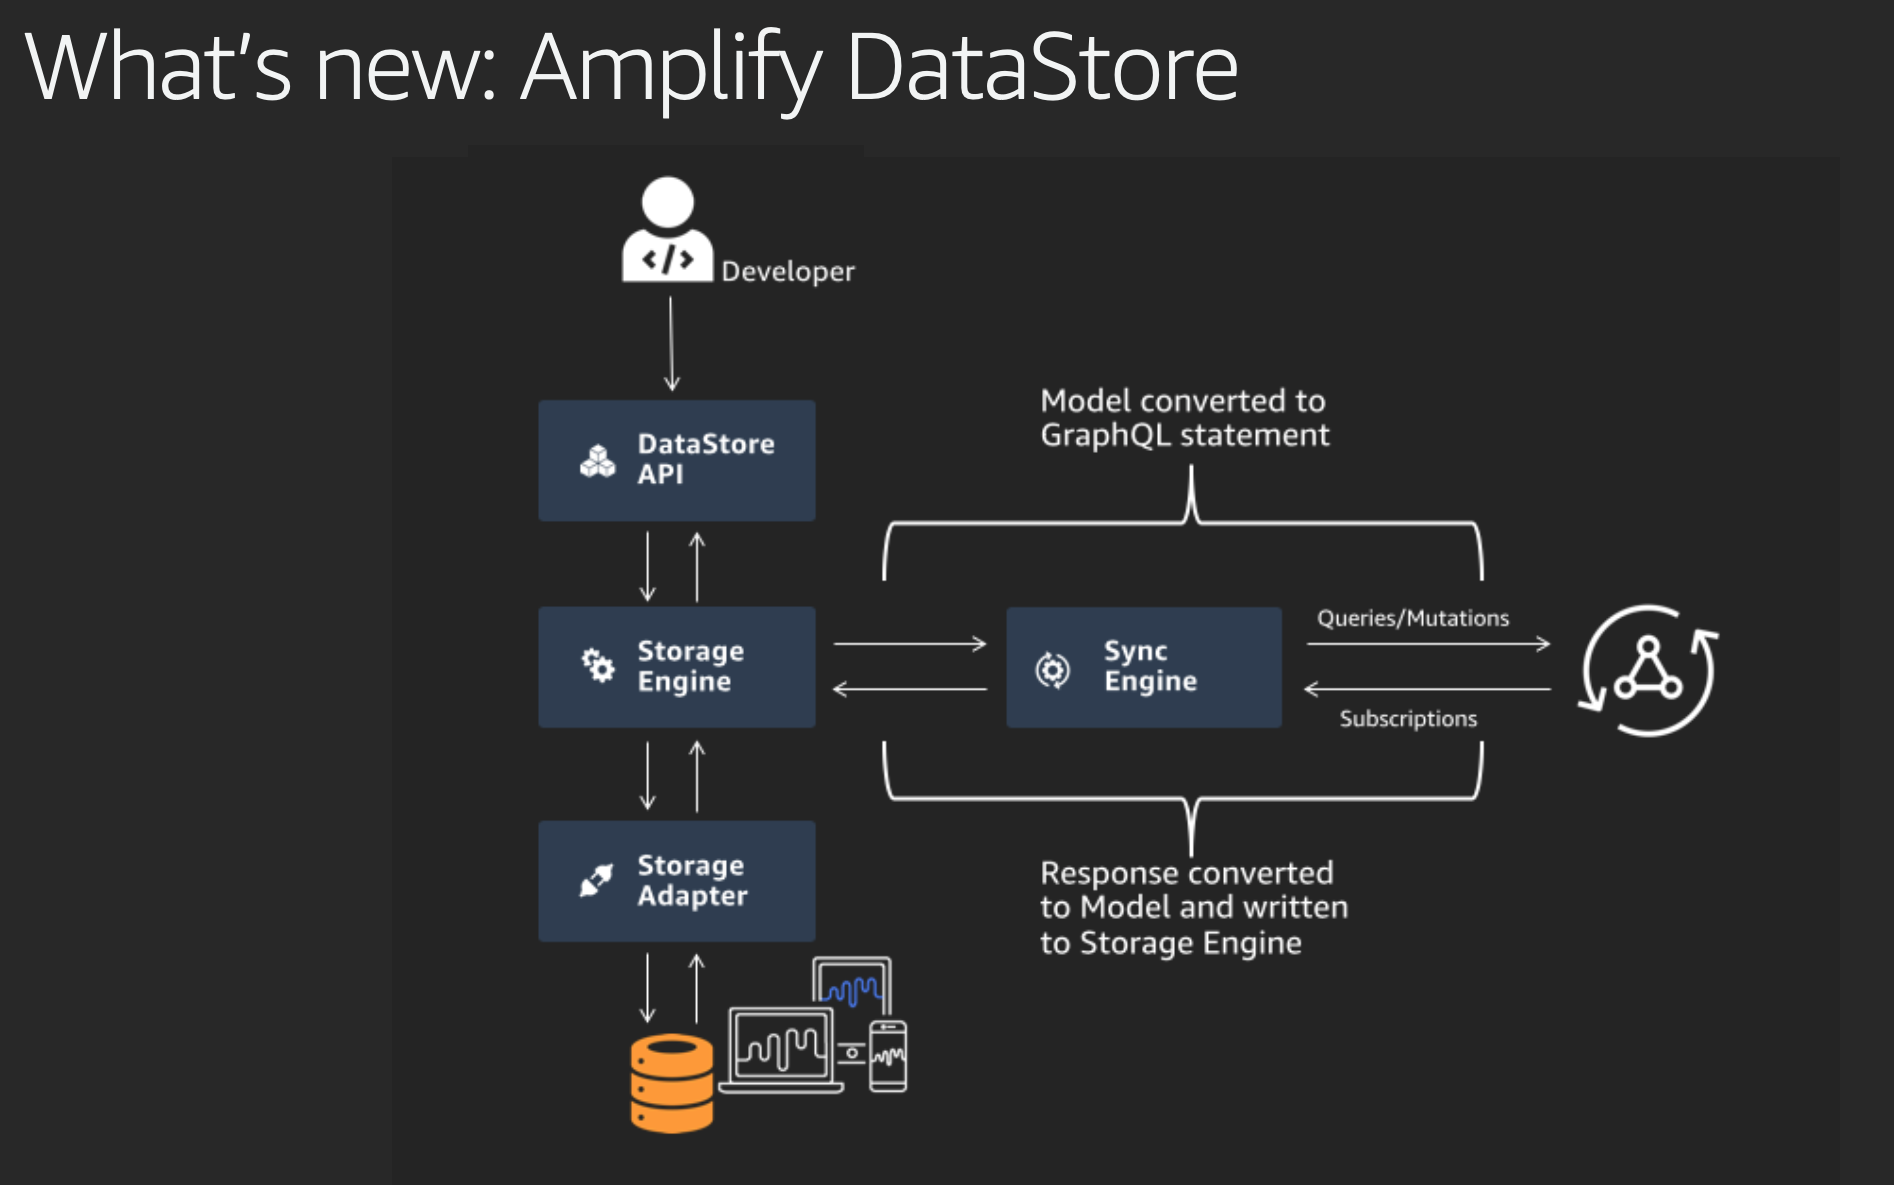 What's new: Amplify DataStore
</>
Developer
DataStore
API
Model converted to
GraphQL statement
Storage
Engine
Sync
Engine
Queries/Mutations
Subscriptions
Storage
Adapter
Response converted
to Model and written
to Storage Engine